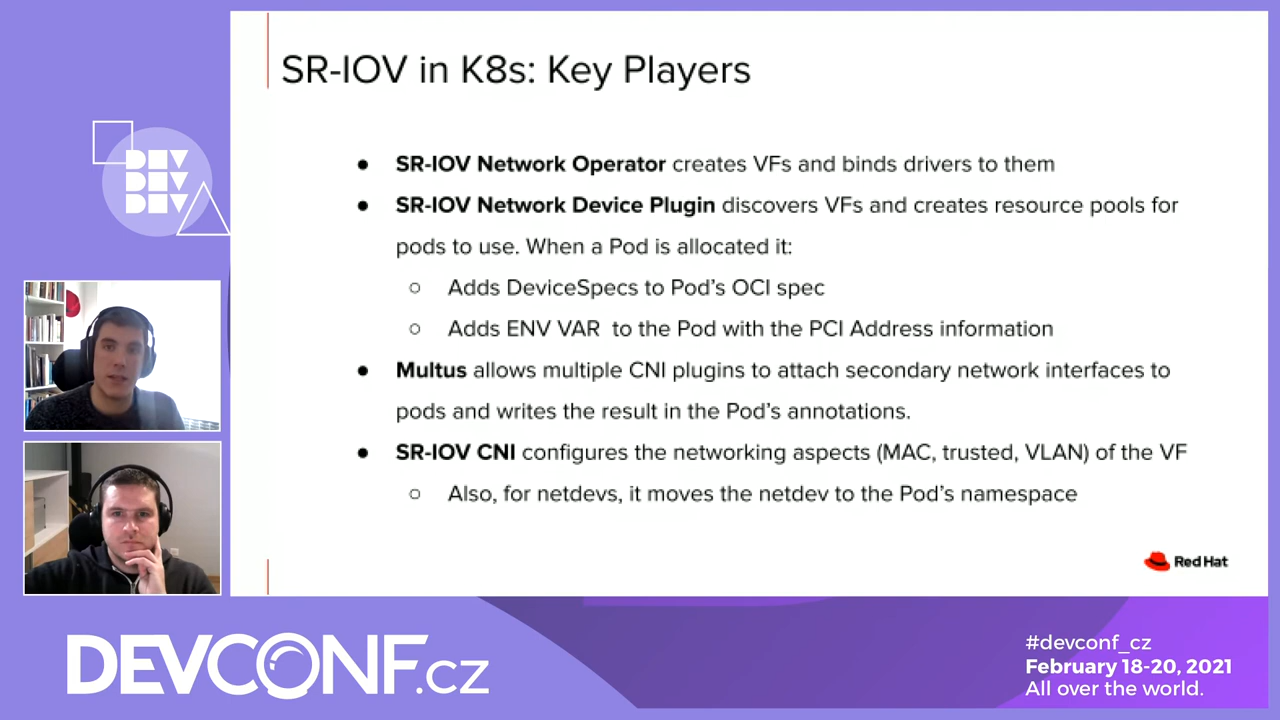 SR-IOV in K8s: Key Players
● SR-IOV Network Operator creates VFs and binds drivers to them
● SR-IOV Network Device Plugin discovers VFs and creates resource pools for
pods to use. When a Pod is allocated it:
○ Adds DeviceSpecs to Pod's OCI spec
○ Adds ENV VAR to the Pod with the PCI Address information
● Multus allows multiple CNI plugins to attach secondary network interfaces to
pods and writes the result in the Pod's annotations.
● SR-IOV CNI configures the networking aspects (MAC, trusted, VLAN) of the VF
○ Also, for netdevs, it moves the netdev to the Pod's namespace
Red Hat
DEV
DEV
DEV
DEVCONF.cz
#devconf_cz
February 18-20, 2021
All over the world.